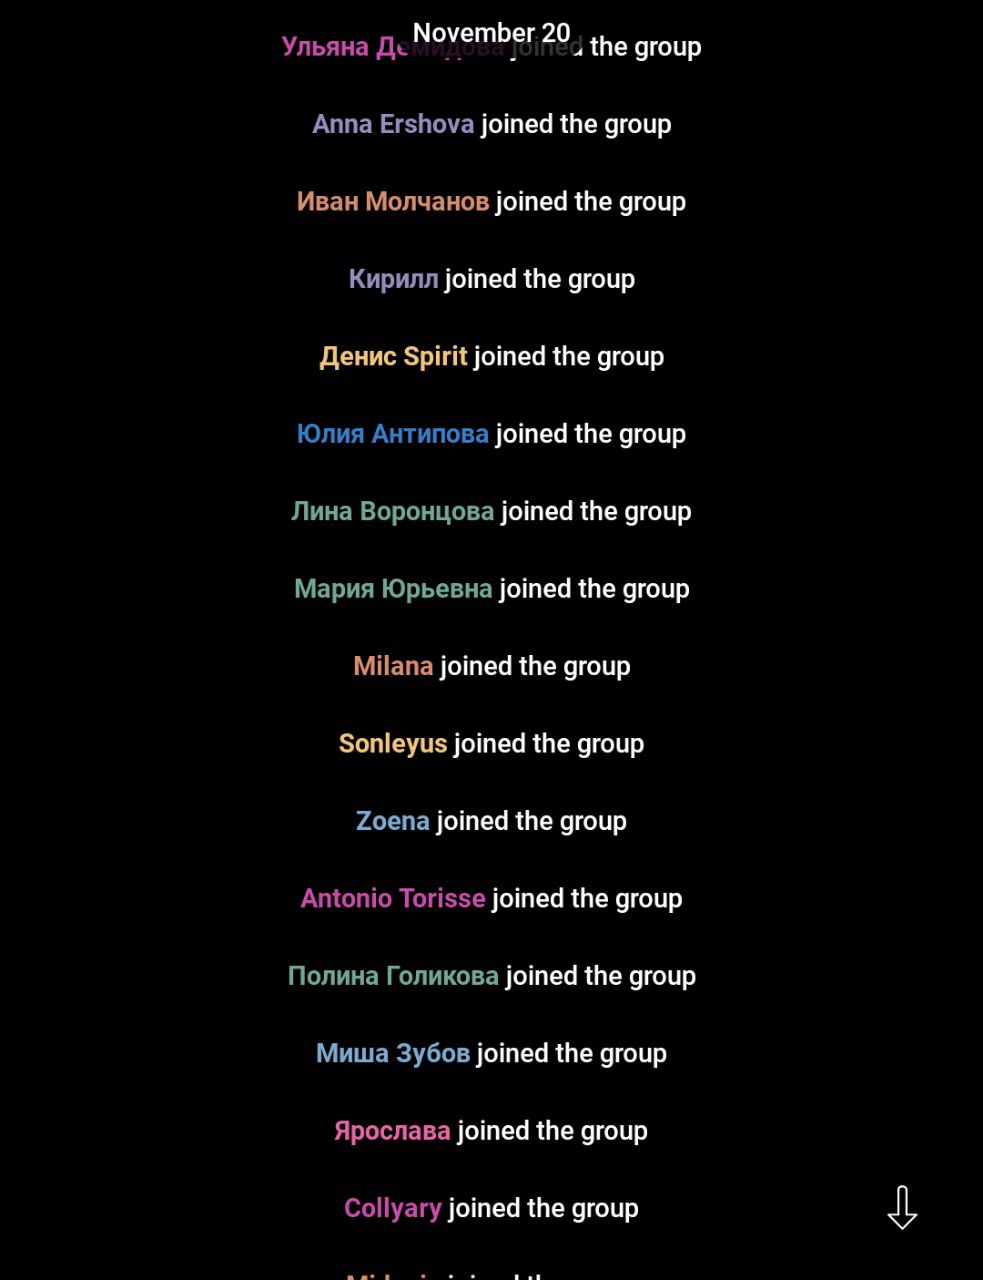 November 20
Ульяна Демидова joined the group
Anna Ershova joined the group
Иван Молчанов joined the group
Кирилл joined the group
Денис Spirit joined the group
Юлия Антипова joined the group
Лина Воронцова joined the group
Мария Юрьевна joined the group
Milana joined the group
Sonleyus joined the group
Zoena joined the group
Antonio Torisse joined the group
Полина Голикова joined the group
Миша Зубов joined the group
Ярослава joined the group
Collyary joined the group